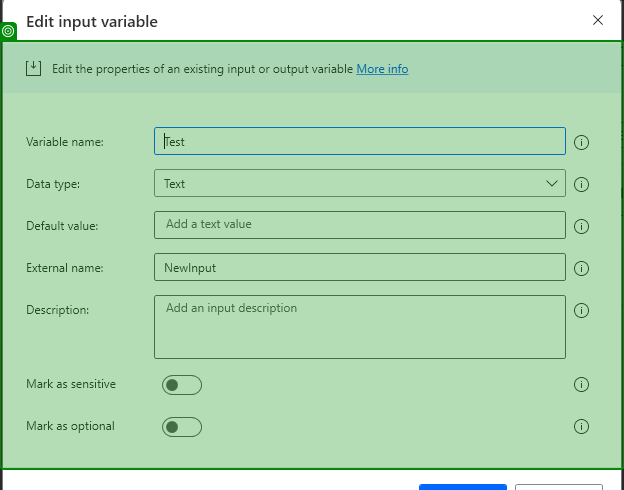 Edit input variable
Edit the properties of an existing input or output variable More info
Variable name:
Test
Data type:
Text
Default value:
Add a text value
External name:
NewInput
Description:
Add an input description
Mark as sensitive
Mark as optional